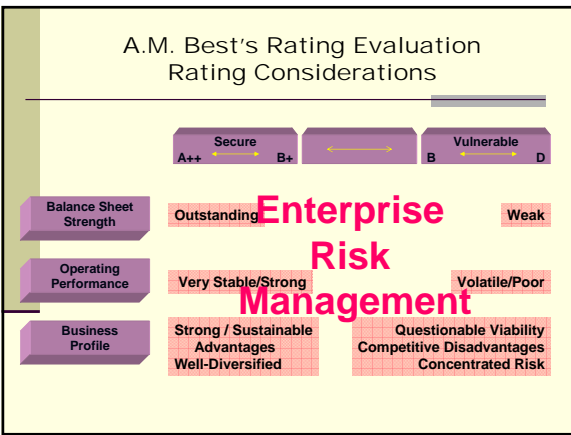 A.M. Best's Rating Evaluation
Rating Considerations
Secure
A++ B+
Vulnerable
B D
Balance Sheet
Strength
Outstanding
Weak
Enterprise
Risk
Management
Operating
Performance
Very Stable/Strong
Volatile/Poor
Business
Profile
Strong / Sustainable
Advantages
Well-Diversified
Questionable Viability
Competitive Disadvantages
Concentrated Risk